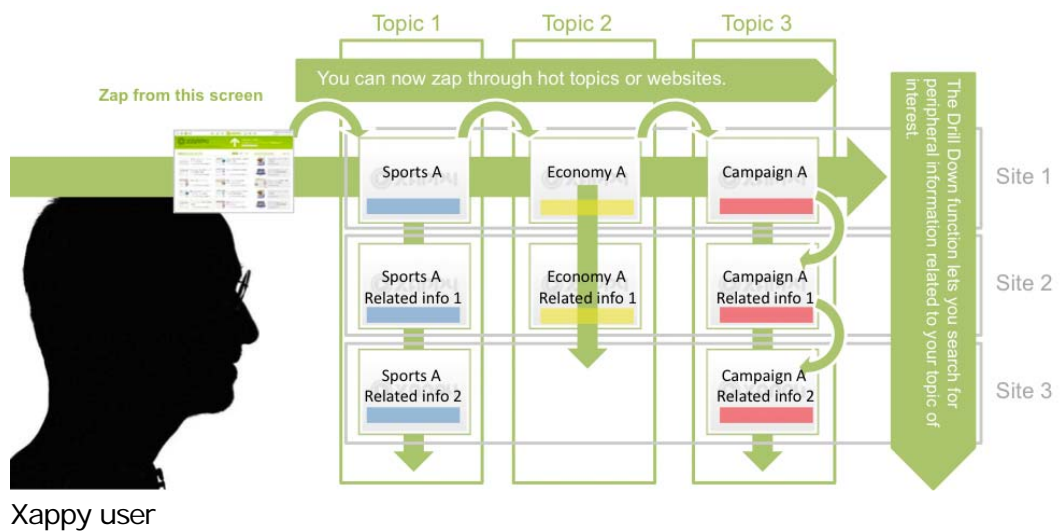 Topic 1
Topic 2
Topic 3
You can now zap through hot topics or websites.
Zap from this screen
Sports A
Economy A
Campaign A
Site 1
Sports A
Related info 1
Economy A
Related info 1
Campaign A
Related info 1
Site 2
Sports A
Related info 2
Campaign A
Related info 2
Site 3
The Drill Down function lets you search for
peripheral information related to your topic of
interest.
Xappy user